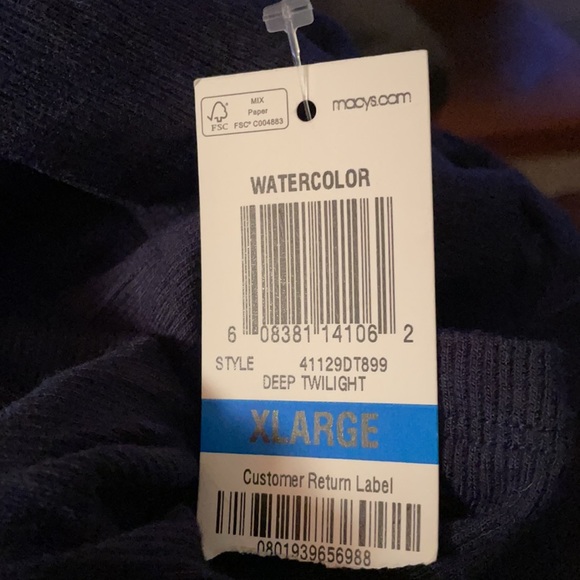 MIX
Paper
FSC
FSC® C004883
macys.com
WATERCOLOR
6 08381 14106 2
STYLE 41129DT899
DEEP TWILIGHT
XLARGE
Customer Return Label
0801939656988